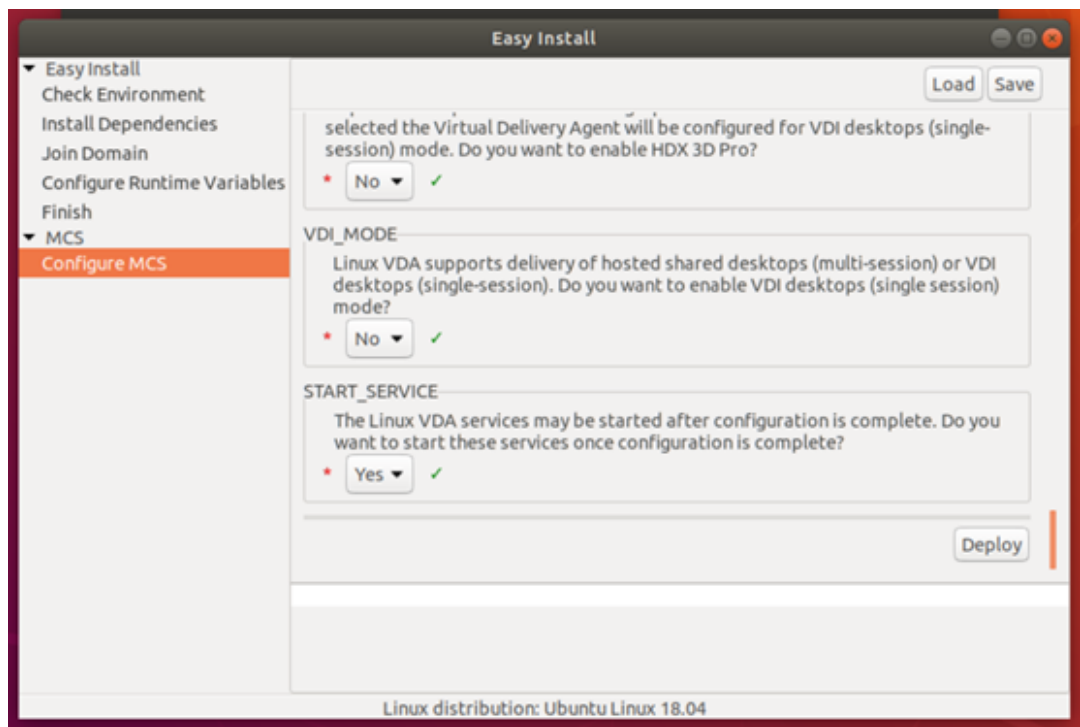 Easy Install
Easy Install
Check Environment
Install Dependencies
Join Domain
Configure Runtime Variables
Finish
MCS
Configure MCS
Load Save
selected the Virtual Delivery Agent will be configured for VDI desktops (single-
session) mode. Do you want to enable HDX 3D Pro?
* No ▼ ✓
VDI_MODE
Linux VDA supports delivery of hosted shared desktops (multi-session) or VDI
desktops (single-session). Do you want to enable VDI desktops (single session)
mode?
* No ▼ ✓
START_SERVICE
The Linux VDA services may be started after configuration is complete. Do you
want to start these services once configuration is complete?
* Yes ▼ ✓
Deploy
Linux distribution: Ubuntu Linux 18.04